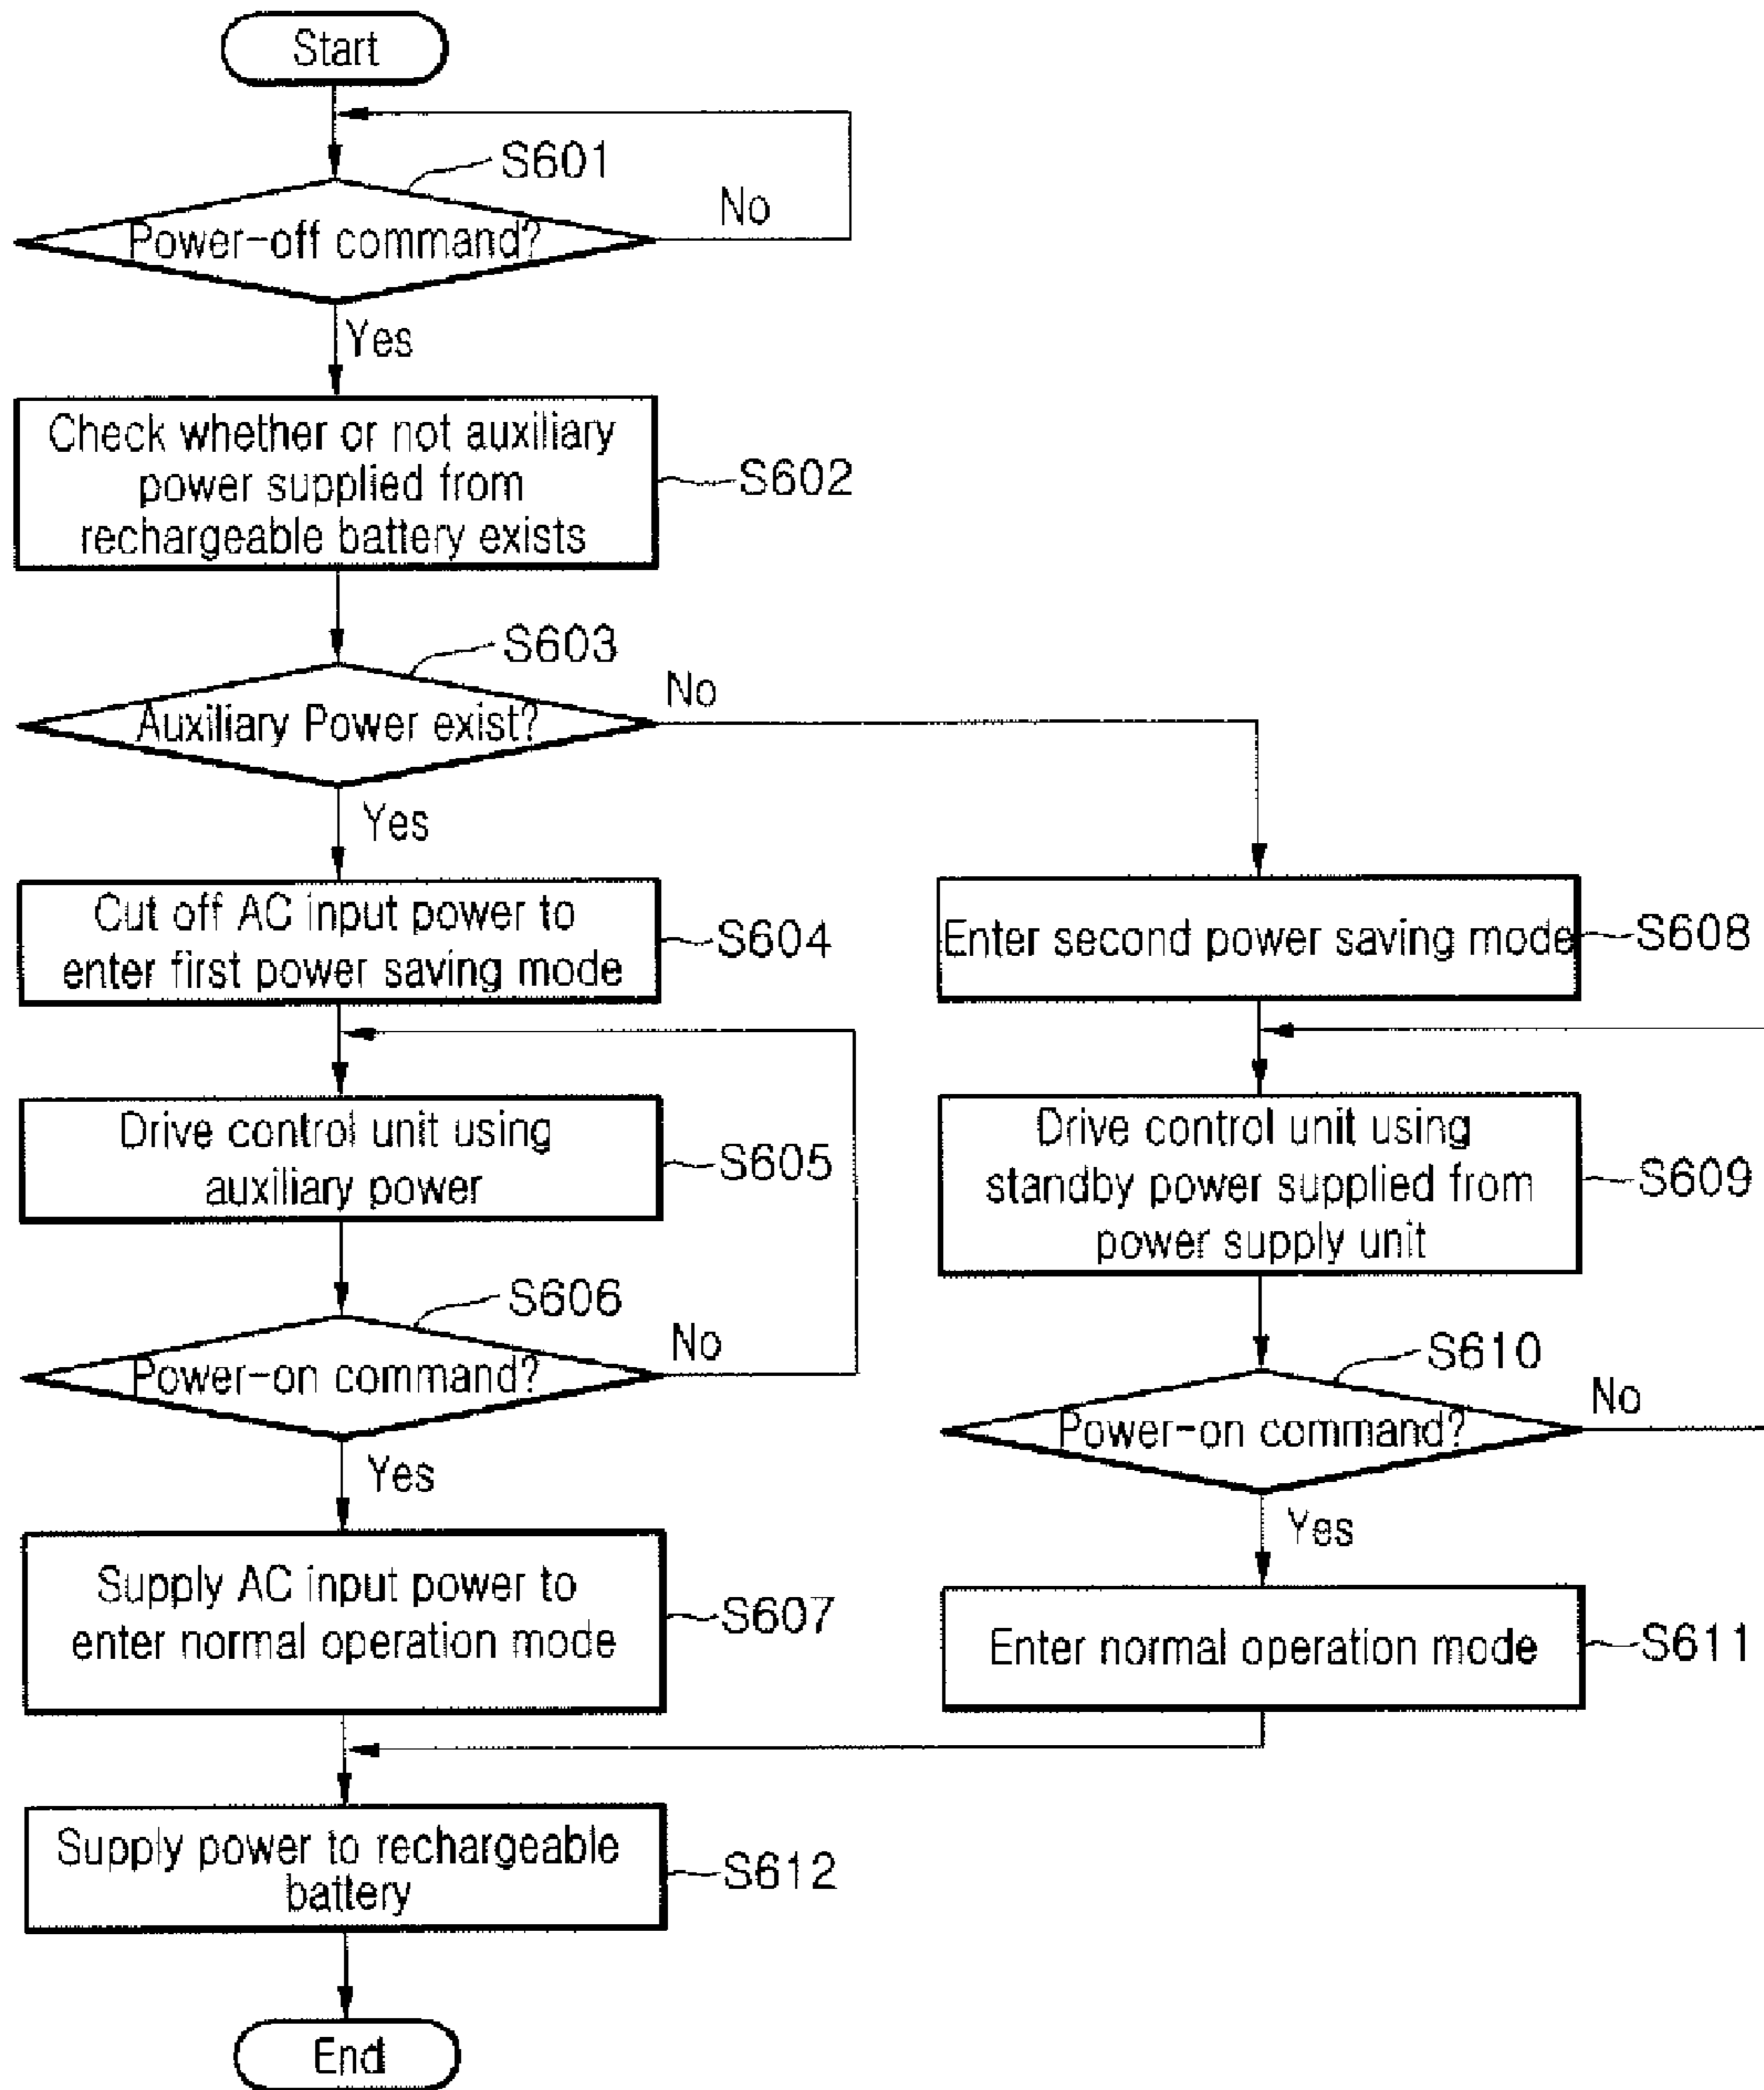 Start
S601
No
Power-off command?
Yes
Check whether or not auxiliary
power supplied from
rechargeable battery exists
S602
S603
No
Auxiliary Power exist?
Yes
Cut off AC input power to
enter first power saving mode
S604
Enter second power saving mode
S608
Drive control unit using
auxiliary power
S605
Drive control unit using
standby power supplied from
power supply unit
S609
S606
No
Power-on command?
Yes
S610
No
Power-on command?
Yes
Supply AC input power to
enter normal operation mode
S607
Enter normal operation mode
S611
Supply power to rechargeable
battery
S612
End